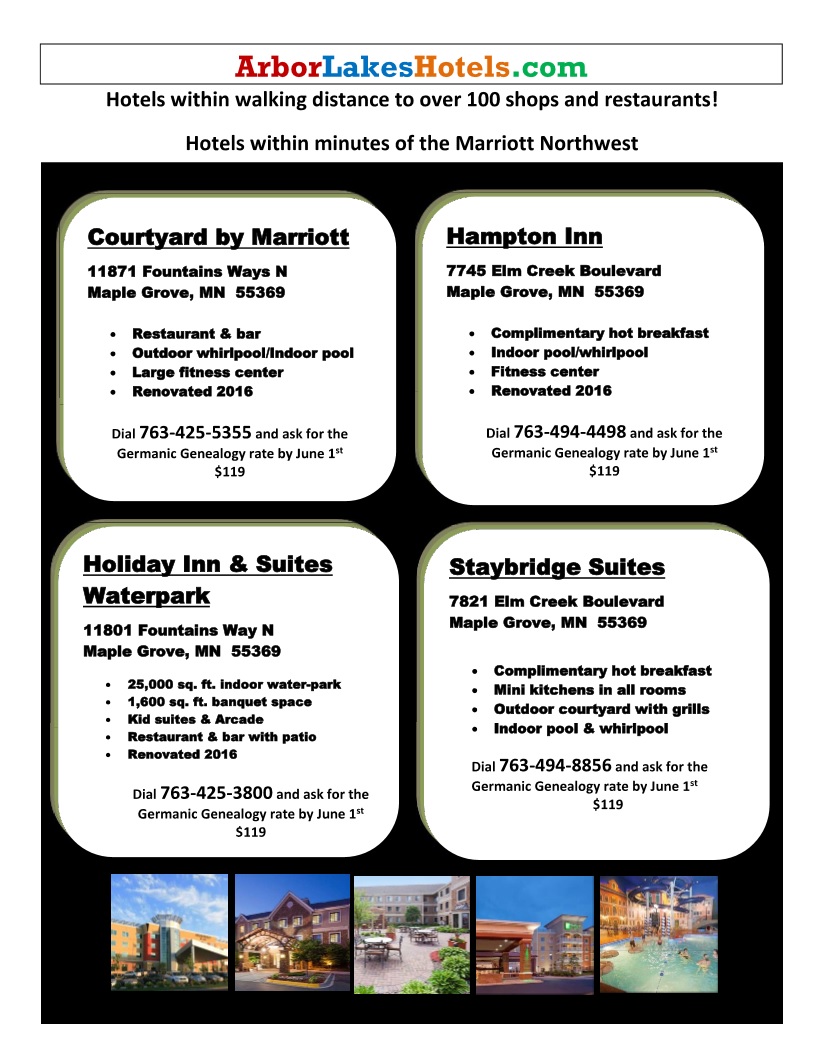 ArborLakesHotels.com
Hotels within walking distance to over 100 shops and restaurants!
Hotels within minutes of the Marriott Northwest
Courtyard by Marriott
11871 Fountains Ways N
Maple Grove, MN  55369
• Restaurant & bar
• Outdoor whirlpool/Indoor pool
• Large fitness center
• Renovated 2016
Dial 763-425-5355 and ask for the
Germanic Genealogy rate by June 1st
$119
Hampton Inn
7745 Elm Creek Boulevard
Maple Grove, MN  55369
• Complimentary hot breakfast
• Indoor pool/whirlpool
• Fitness center
• Renovated 2016
Dial 763-494-4498 and ask for the
Germanic Genealogy rate by June 1st
$119
Holiday Inn & Suites
Waterpark
11801 Fountains Way N
Maple Grove, MN  55369
• 25,000 sq. ft. indoor water-park
• 1,600 sq. ft. banquet space
• Kid suites & Arcade
• Restaurant & bar with patio
• Renovated 2016
Dial 763-425-3800 and ask for the
Germanic Genealogy rate by June 1st
$119
Staybridge Suites
7821 Elm Creek Boulevard
Maple Grove, MN  55369
• Complimentary hot breakfast
• Mini kitchens in all rooms
• Outdoor courtyard with grills
• Indoor pool & whirlpool
Dial 763-494-8856 and ask for the
Germanic Genealogy rate by June 1st
$119